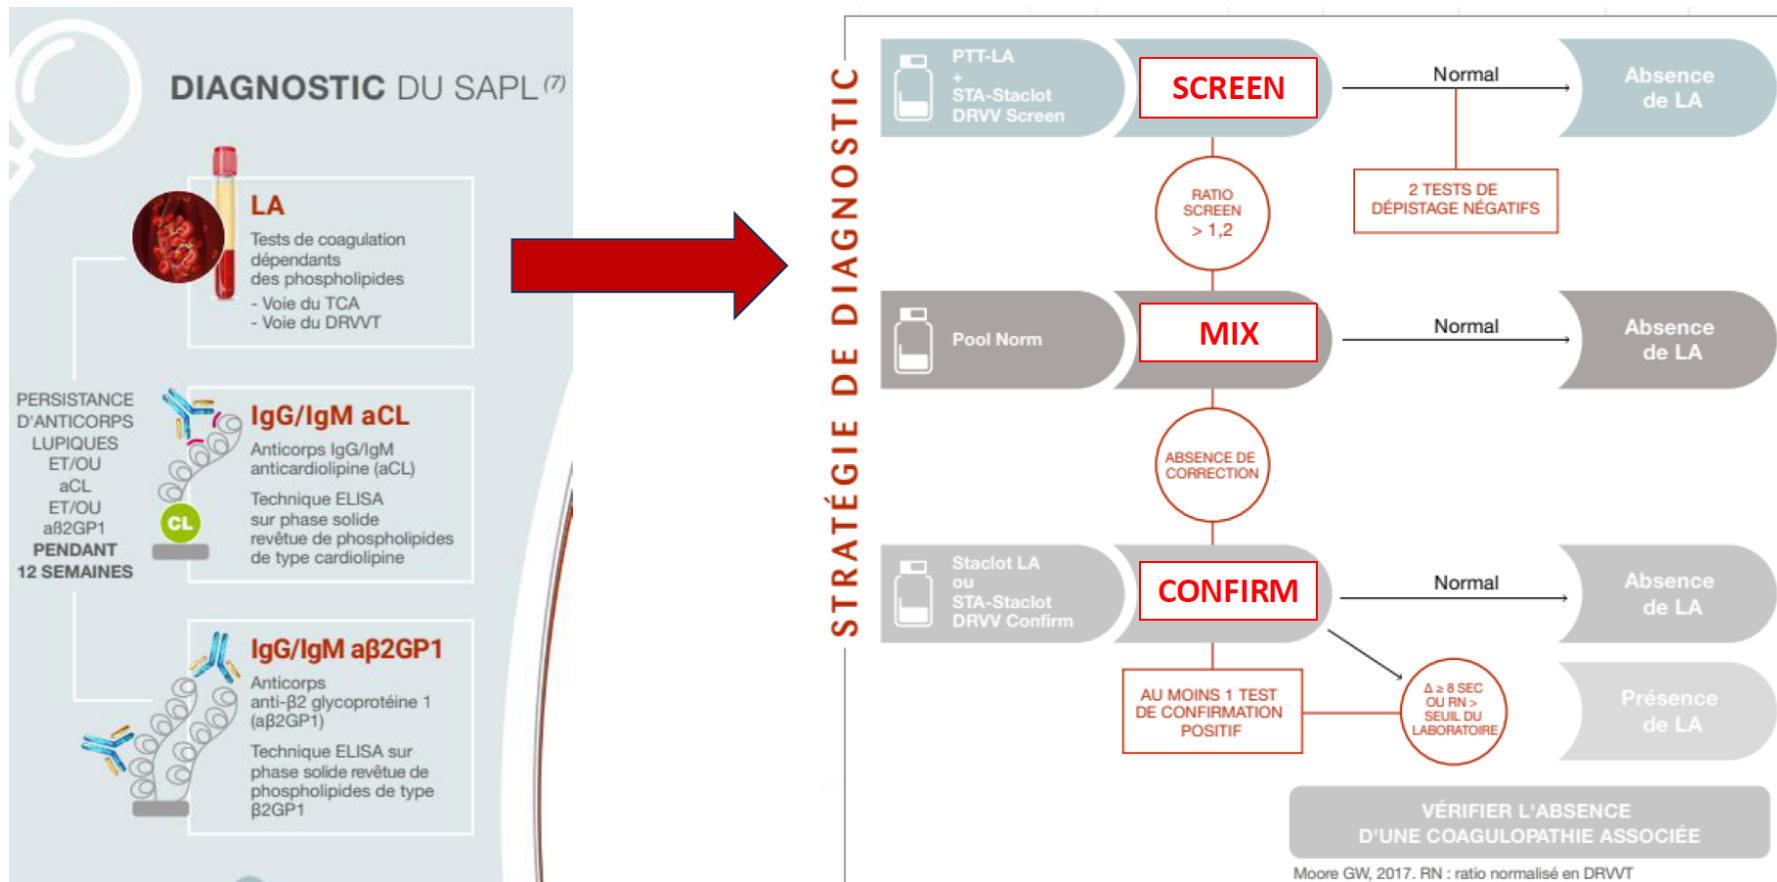 DIAGNOSTIC DU SAPL (7)
LA
Tests de coagulation
dépendants
des phospholipides
- Voie du TCA
- Voie du DRVVT
PERSISTANCE
D'ANTICORPS
LUPIQUES
ET/OU
aCL
ET/OU
aß2GP1
PENDANT
12 SEMAINES
IgG/IgM aCL
Anticorps IgG/IgM
anticardiolipine (aCL)
Technique ELISA
sur phase solide
revêtue de phospholipides
de type cardiolipine
CL
IgG/IgM aβ2GP1
Anticorps
anti-β2 glycoprotéine 1
(aβ2GP1)
Technique ELISA sur
phase solide revêtue de
phospholipides de type
β2GP1
STRATÉGIE DE DIAGNOSTIC
PTT-LA
+
STA-Staclot
DRVV Screen
SCREEN
Normal
Absence
de LA
RATIO
SCREEN
> 1,2
2 TESTS DE
DÉPISTAGE NÉGATIFS
Pool Norm
MIX
Normal
Absence
de LA
ABSENCE DE
CORRECTION
Staclot LA
ou
STA-Staclot
DRVV Confirm
CONFIRM
Normal
Absence
de LA
AU MOINS 1 TEST
DE CONFIRMATION
POSITIF
Δ ≥ 8 SEC
OU RN >
SEUIL DU
LABORATOIRE
Présence
de LA
VÉRIFIER L'ABSENCE
D'UNE COAGULOPATHIE ASSOCIÉE
Moore GW, 2017. RN : ratio normalisé en DRVVT